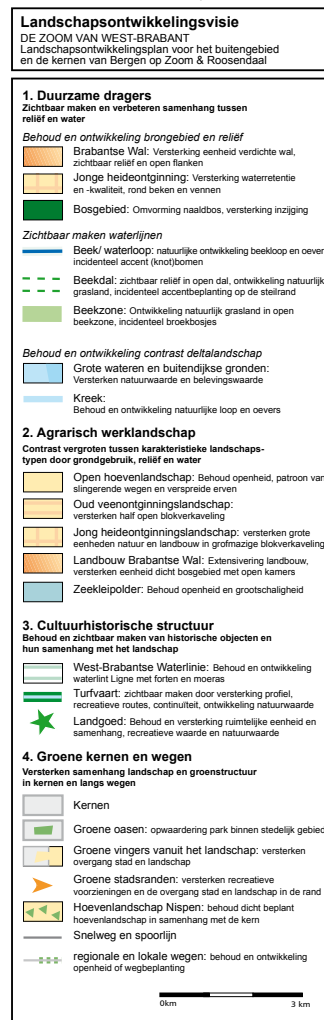 Landschapsontwikkelingsvisie
DE ZOOM VAN WEST-BRABANT
Landschapsontwikkelingsplan voor het buitengebied
en de kernen van Bergen op Zoom & Roosendaal
1. Duurzame dragers
Zichtbaar maken en verbeteren samenhang tussen
reliëf en water
Behoud en ontwikkeling brongebied en reliëf
Brabantse Wal: Versterking eenheid verdichte wal,
zichtbaar reliëf en open flanken
Jonge heideontginning: Versterking waterretentie
en -kwaliteit, rond beken en vennen
Bosgebied: Omvorming naaldbos, versterking inzijging
Zichtbaar maken waterlijnen
Beek/ waterloop: natuurlijke ontwikkeling beekloop en oever
incidenteel accent (knot)bomen
Beekdal: zichtbaar reliëf in open dal, ontwikkeling natuurlijk
grasland, incidenteel accentbeplanting op de steilrand
Beekzone: Ontwikkeling natuurlijk grasland in open
beekzone, incidenteel broekbosjes
Behoud en ontwikkeling contrast deltalandschap
Grote wateren en buitendijkse gronden:
Versterken natuurwaarde en belevingswaarde
Kreek:
Behoud en ontwikkeling natuurlijke loop en oevers
2. Agrarisch werklandschap
Contrast vergroten tussen karakteristieke landschaps-
typen door grondgebruik, reliëf en water
Open hoevenlandschap: Behoud openheid, patroon van
slingerende wegen en verspreide erven
Oud veenontginningslandschap:
versterken half open blokverkaveling
Jong heideontginningslandschap: versterken grote
eenheden natuur en landbouw in grofmazige blokverkaveling
Landbouw Brabantse Wal: Extensivering landbouw,
versterken eenheid dicht bosgebied met open kamers
Zeekleipolder: Behoud openheid en grootschaligheid
3. Cultuurhistorische structuur
Behoud en zichtbaar maken van historische objecten en
hun samenhang met het landschap
West-Brabantse Waterlinie: Behoud en ontwikkeling
waterlint Ligne met forten en moeras
Turfvaart: zichtbaar maken door versterking profiel,
recreatieve routes, continuïteit, ontwikkeling natuurwaarde
Landgoed: Behoud en versterking ruimtelijke eenheid en
samenhang, recreatieve waarde en natuurwaarde
4. Groene kernen en wegen
Versterken samenhang landschap en groenstructuur
in kernen en langs wegen
Kernen
Groene oasen: opwaardering park binnen stedelijk gebied
Groene vingers vanuit het landschap: versterken
overgang stad en landschap
Groene stadsranden: versterken recreatieve
voorzieningen en de overgang stad en landschap in de rand
Hoevenlandschap Nispen: behoud dicht beplant
hoevenlandschap in samenhang met de kern
Snelweg en spoorlijn
regionale en lokale wegen: behoud en ontwikkeling
openheid of wegbeplanting
0km 3 km